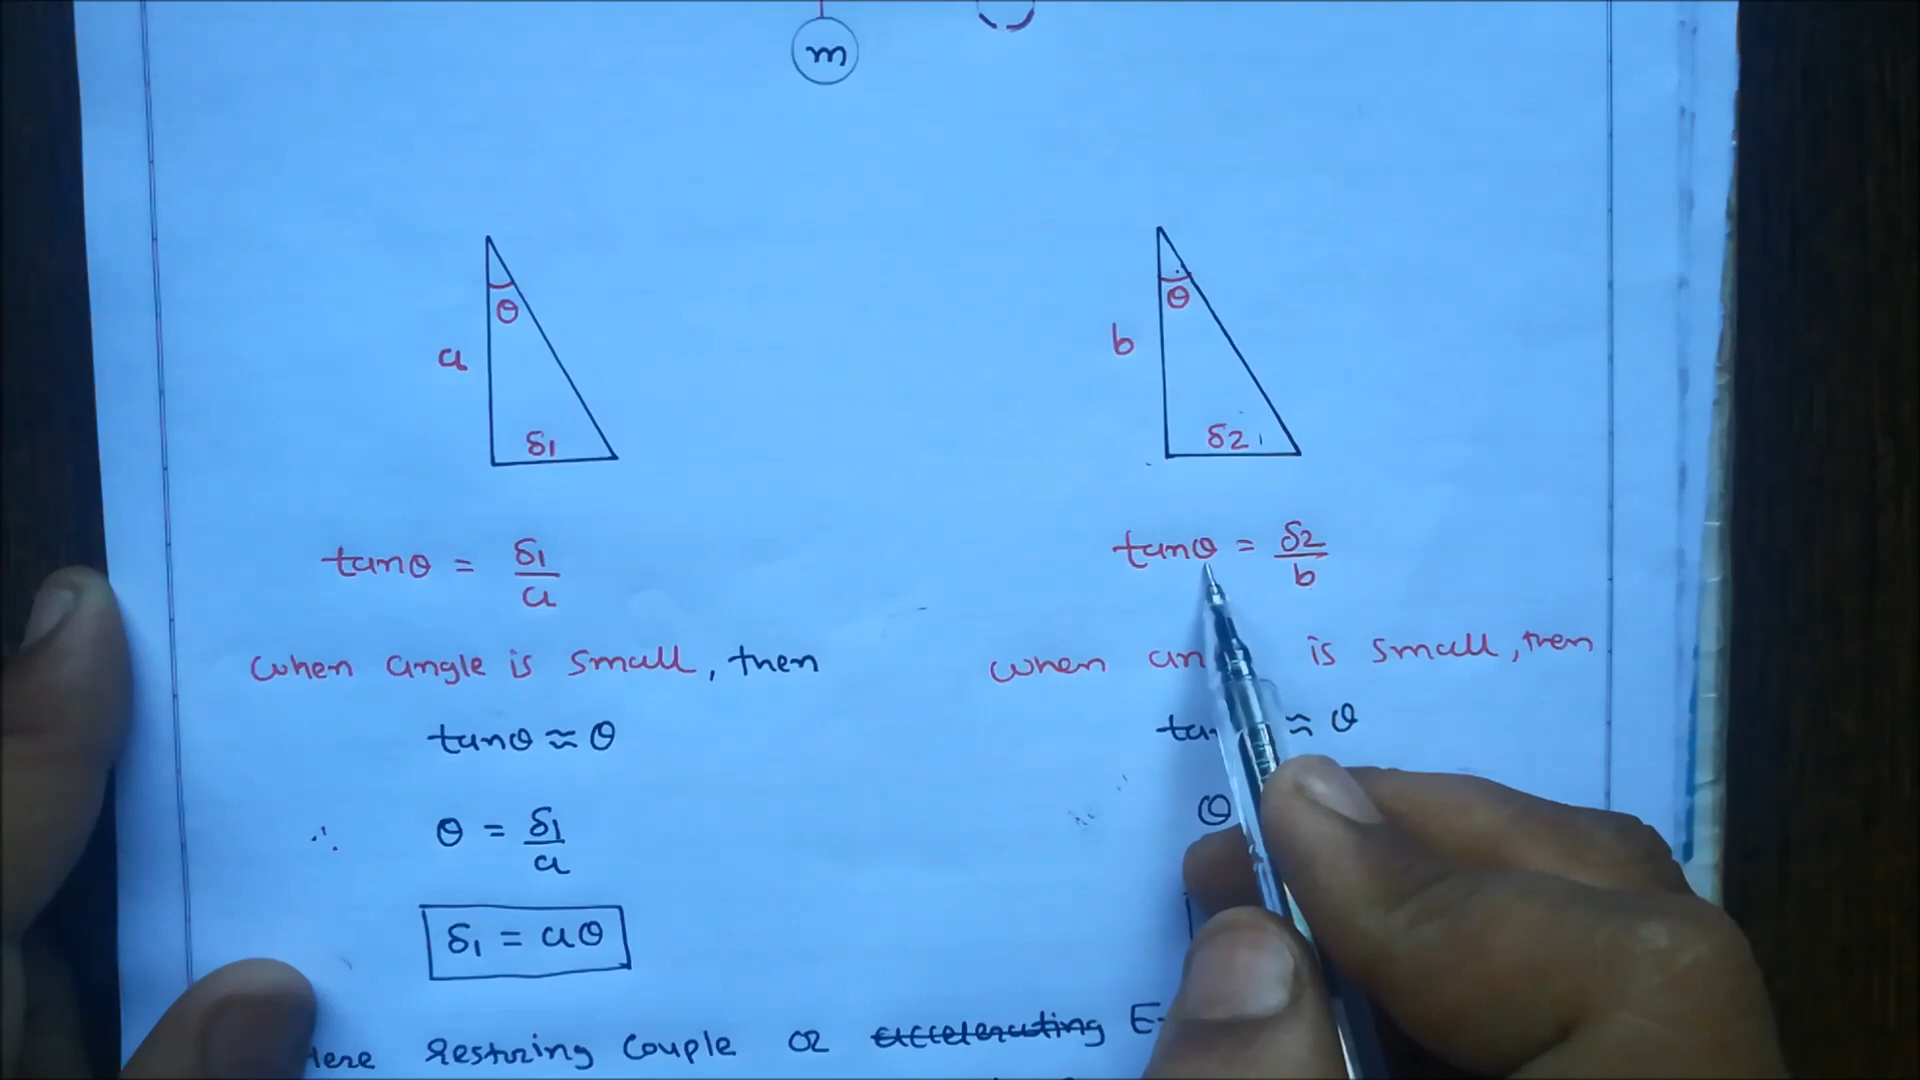 m
θ
a
δ1
tanθ = δ1/a
when angle is small, then
tanθ ≈ θ
∴ θ = δ1/a
δ1 = aθ
θ
b
δ2
tanθ = δ2/b
when is small, then
≈ θ
θ
Restoring Couple or accelerating